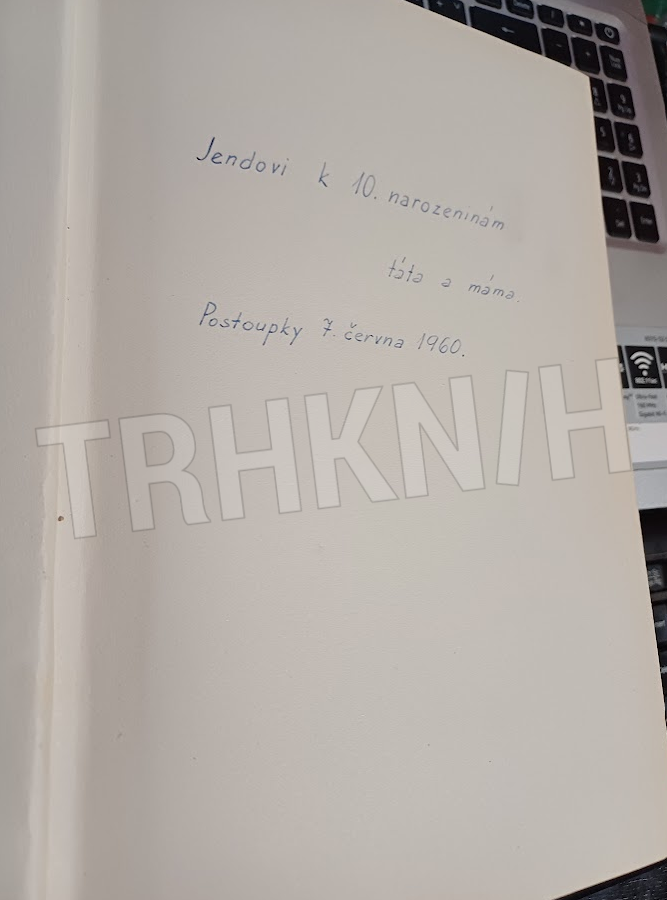 Jendovi k 10. narozeninám
táta a máma.
Postoupky 7. června 1960.
TRHKNIH